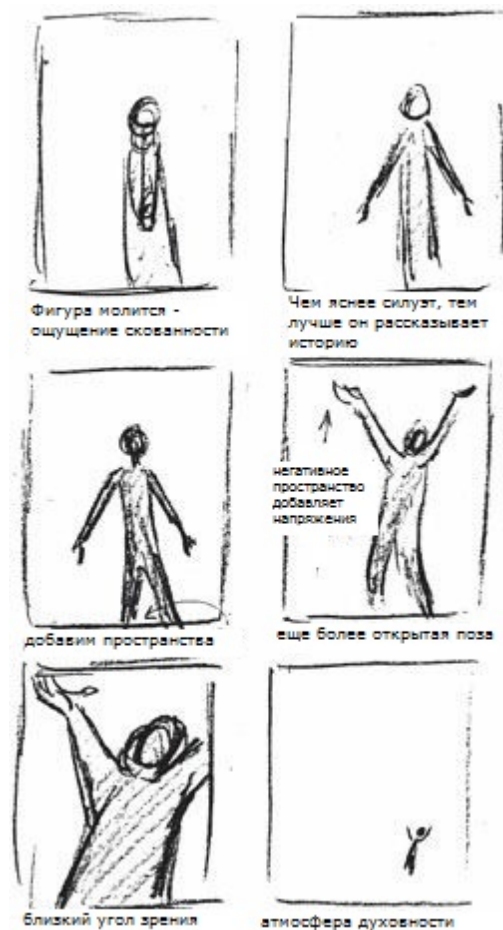 Фигура молится -
ощущение скованности
Чем яснее силуэт, тем
лучше он рассказывает
историю
добавим пространства
негативное
пространство
добавляет
напряжения
еще более открытая поза
близкий угол зрения
атмосфера духовности